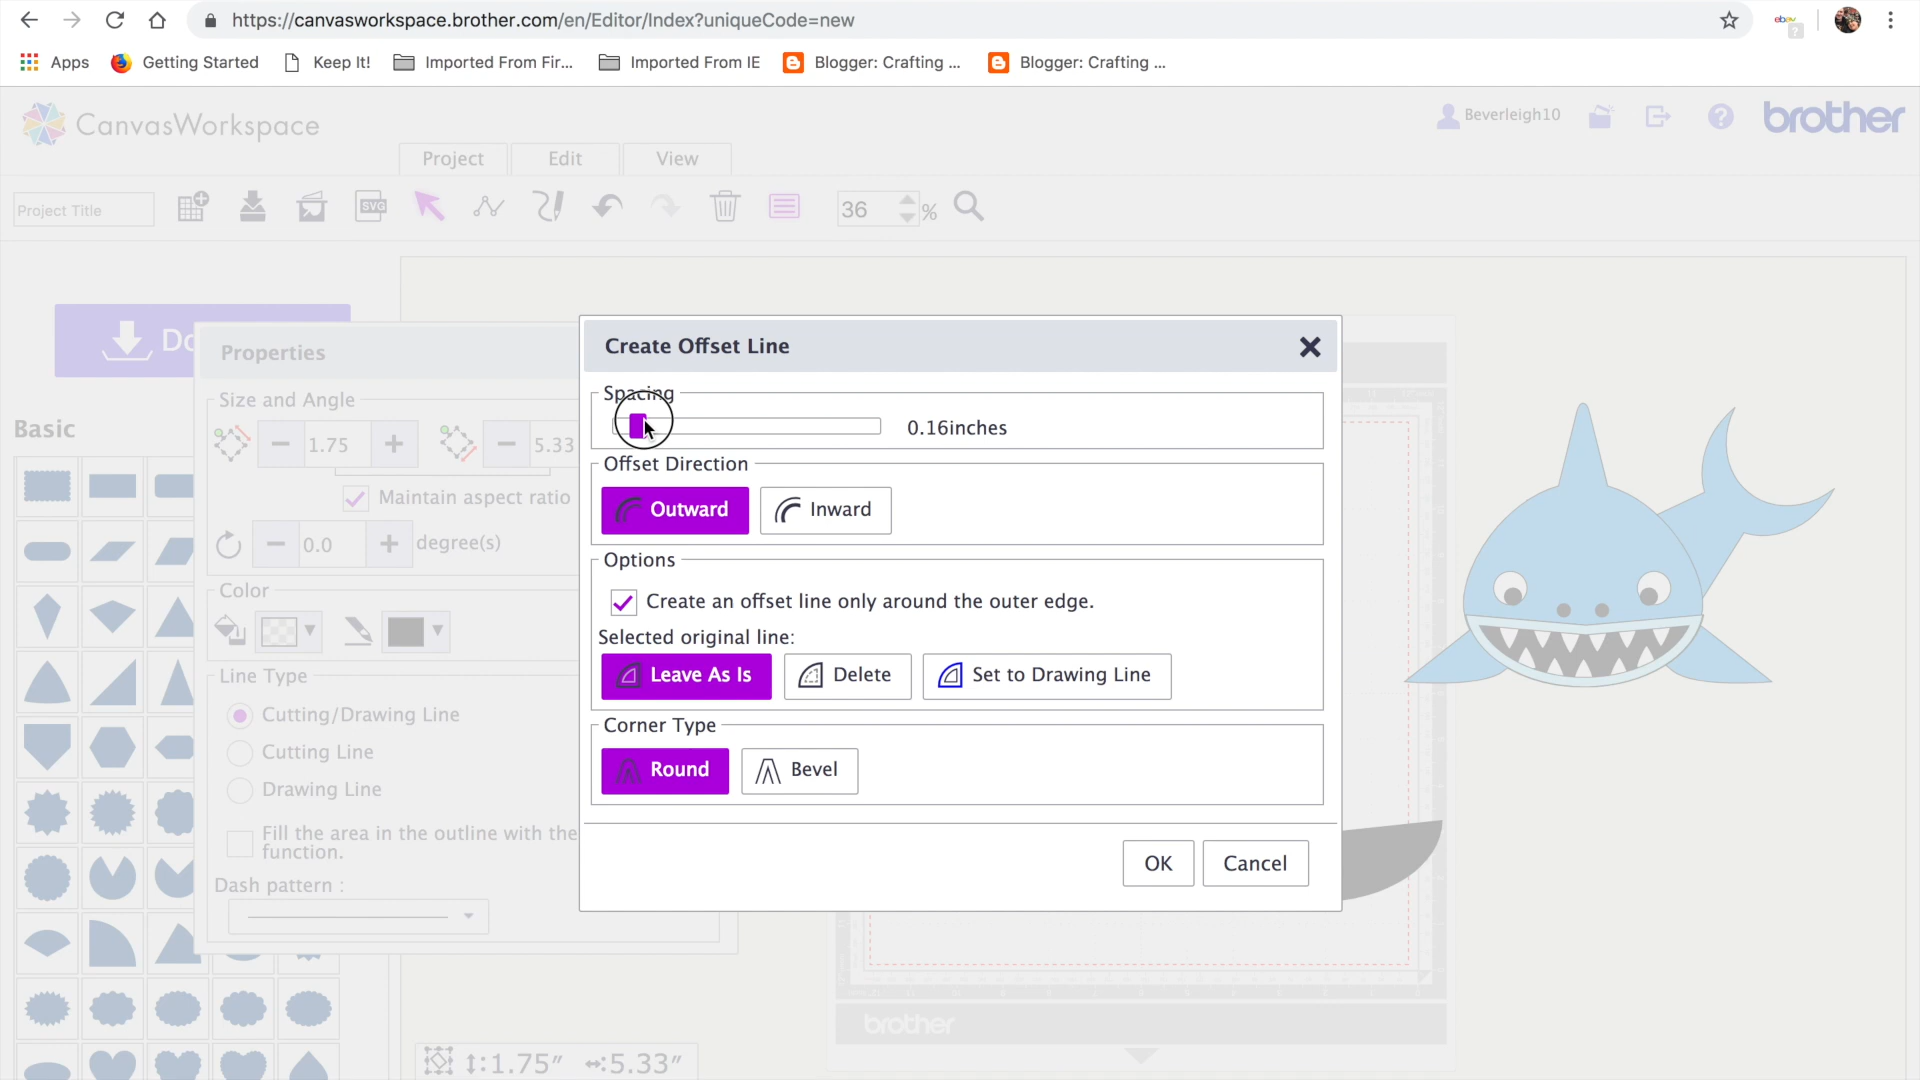 https://canvasworkspace.brother.com/en/Editor/Index?uniqueCode=new
ebay
Apps
Getting Started
Keep It!
Imported From Fir...
Imported From IE
Blogger: Crafting ...
Blogger: Crafting ...
CanvasWorkspace
Beverleigh10
?
brother
Project
Edit
View
Project Title
SVG
36
%
Do
Properties
Create Offset Line
Size and Angle
Spacing
0.16inches
Basic
1.75
5.33
Offset Direction
Maintain aspect ratio
Outward
Inward
0.0
degree(s)
Options
Color
Create an offset line only around the outer edge.
Selected original line:
Line Type
Leave As Is
Delete
Set to Drawing Line
Cutting/Drawing Line
Corner Type
Cutting Line
Round
Bevel
Drawing Line
Fill the area in the outline with the
function.
OK
Cancel
Dash pattern :
brother
1.75" 5.33"